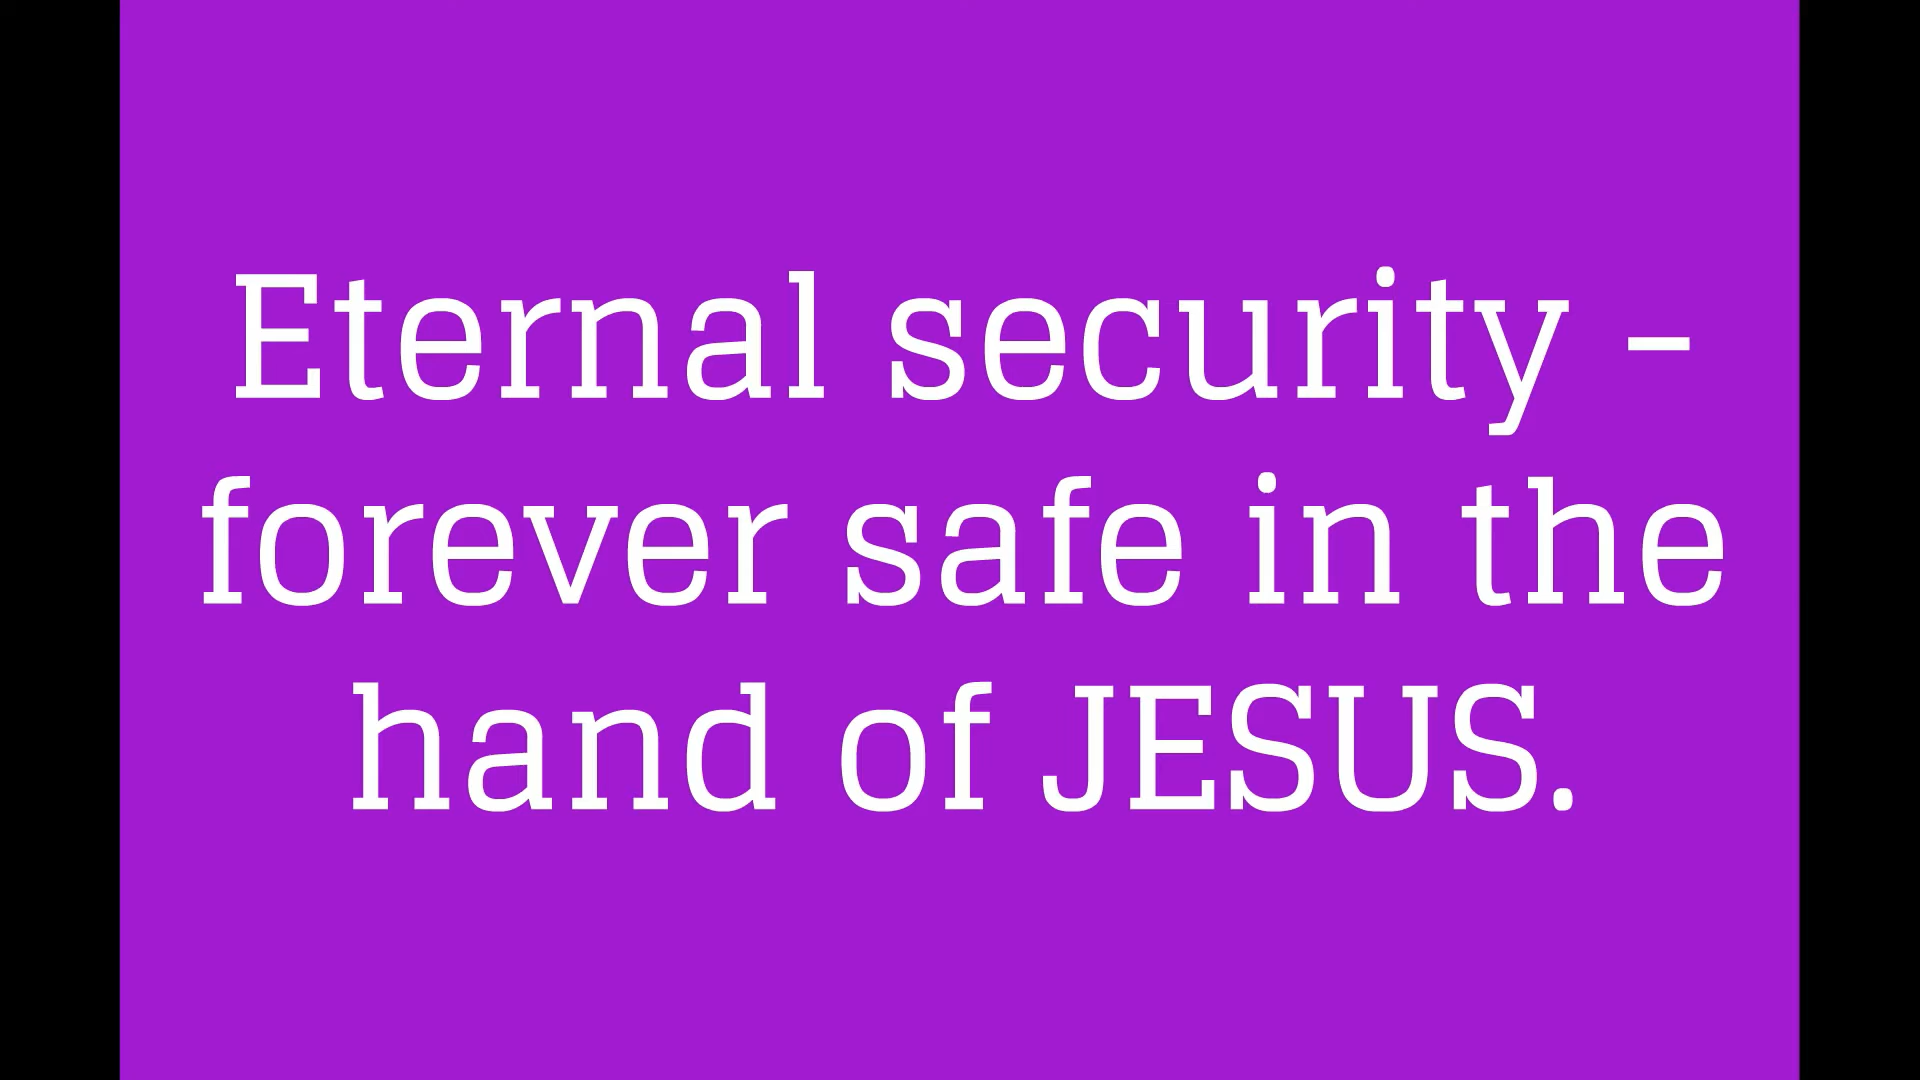 Eternal security -
forever safe in the
hand of JESUS.